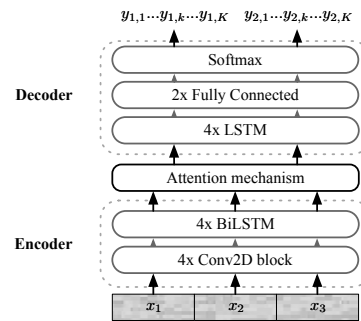 y₁,₁...y₁,ₖ...y₁,K y₂,₁...y₂,ₖ...y₂,K
Softmax
Decoder
2x Fully Connected
4x LSTM
Attention mechanism
4x BiLSTM
Encoder
4x Conv2D block
x₁ x₂ x₃